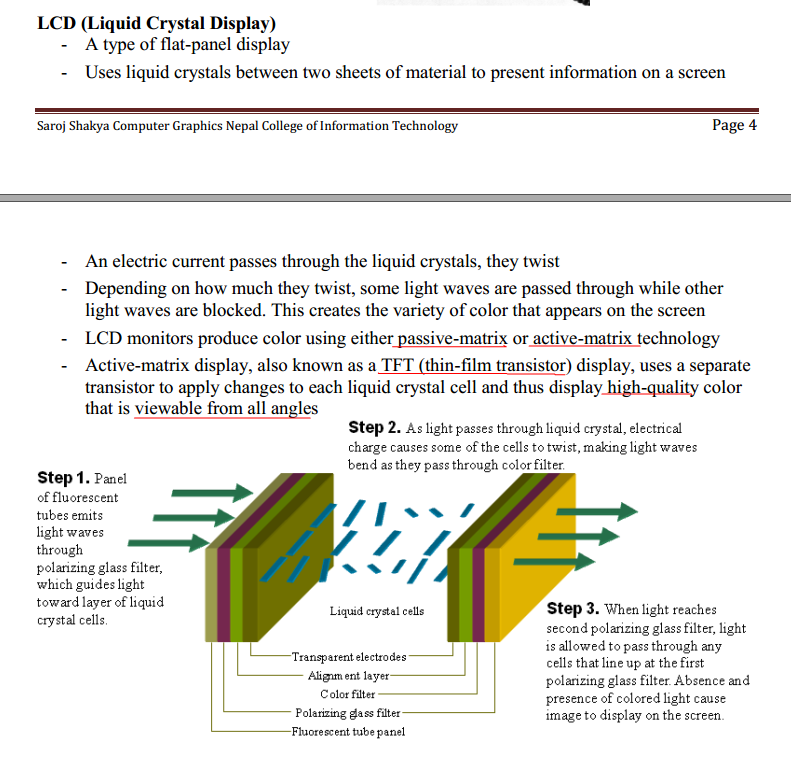 LCD (Liquid Crystal Display)
- A type of flat-panel display
- Uses liquid crystals between two sheets of material to present information on a screen
Saroj Shakya Computer Graphics Nepal College of Information Technology Page 4
- An electric current passes through the liquid crystals, they twist
- Depending on how much they twist, some light waves are passed through while other
light waves are blocked. This creates the variety of color that appears on the screen
- LCD monitors produce color using either passive-matrix or active-matrix technology
- Active-matrix display, also known as a TFT (thin-film transistor) display, uses a separate
transistor to apply changes to each liquid crystal cell and thus display high-quality color
that is viewable from all angles
Step 2. As light passes through liquid crystal, electrical
charge causes some of the cells to twist, making light waves
bend as they pass through color filter.
Step 1. Panel
of fluorescent
tubes emits
light waves
through
polarizing glass filter,
which guides light
toward layer of liquid
crystal cells.
Liquid crystal cells
Step 3. When light reaches
second polarizing glass filter, light
is allowed to pass through any
cells that line up at the first
polarizing glass filter. Absence and
presence of colored light cause
image to display on the screen.
Transparent electrodes
Alignment layer
Color filter
Polarizing glass filter
Fluorescent tube panel